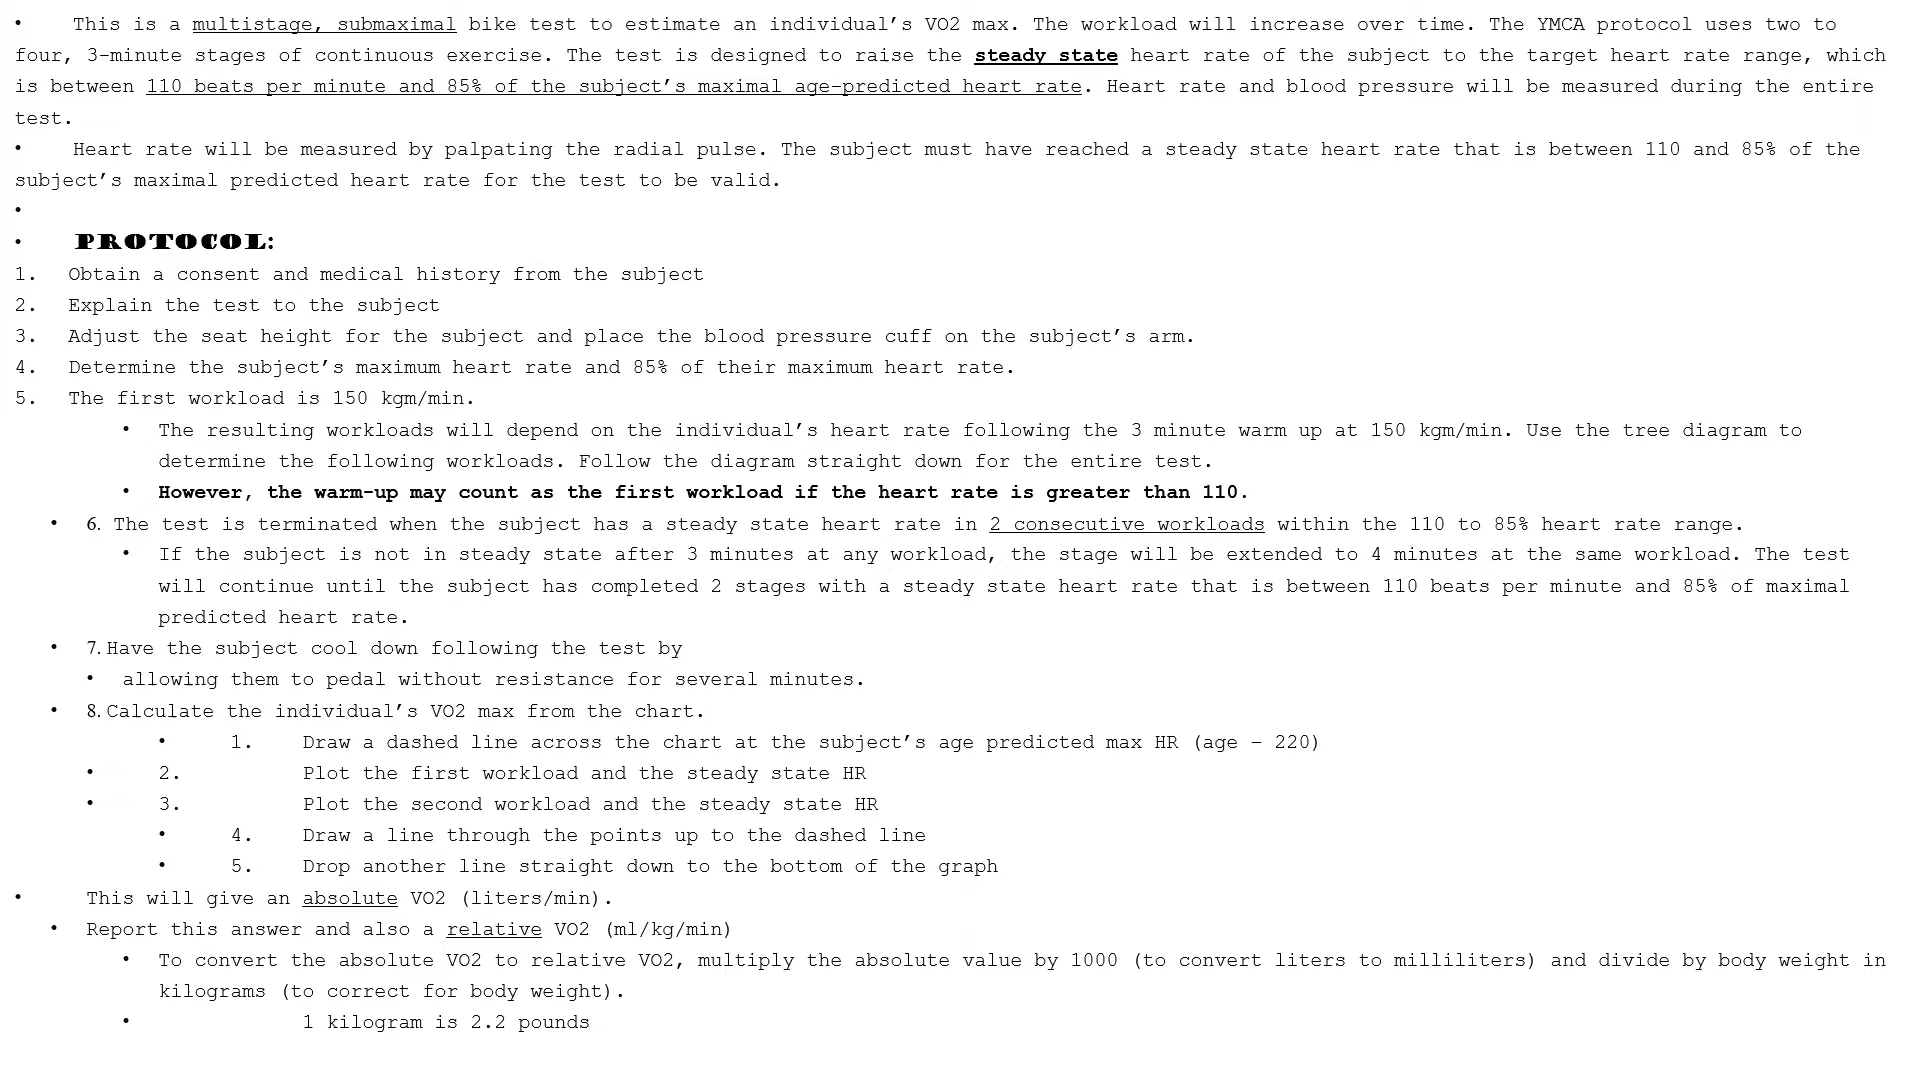 • This is a multistage, submaximal bike test to estimate an individual’s VO2 max. The workload will increase over time. The YMCA protocol uses two to
four, 3-minute stages of continuous exercise. The test is designed to raise the steady state heart rate of the subject to the target heart rate range, which
is between 110 beats per minute and 85% of the subject’s maximal age-predicted heart rate. Heart rate and blood pressure will be measured during the entire
test.
• Heart rate will be measured by palpating the radial pulse. The subject must have reached a steady state heart rate that is between 110 and 85% of the
subject’s maximal predicted heart rate for the test to be valid.
•
• PROTOCOL:
1. Obtain a consent and medical history from the subject
2. Explain the test to the subject
3. Adjust the seat height for the subject and place the blood pressure cuff on the subject’s arm.
4. Determine the subject’s maximum heart rate and 85% of their maximum heart rate.
5. The first workload is 150 kgm/min.
• The resulting workloads will depend on the individual’s heart rate following the 3 minute warm up at 150 kgm/min. Use the tree diagram to
determine the following workloads. Follow the diagram straight down for the entire test.
• However, the warm-up may count as the first workload if the heart rate is greater than 110.
• 6. The test is terminated when the subject has a steady state heart rate in 2 consecutive workloads within the 110 to 85% heart rate range.
• If the subject is not in steady state after 3 minutes at any workload, the stage will be extended to 4 minutes at the same workload. The test
will continue until the subject has completed 2 stages with a steady state heart rate that is between 110 beats per minute and 85% of maximal
predicted heart rate.
• 7. Have the subject cool down following the test by
• allowing them to pedal without resistance for several minutes.
• 8. Calculate the individual’s VO2 max from the chart.
• 1. Draw a dashed line across the chart at the subject’s age predicted max HR (age – 220)
• 2. Plot the first workload and the steady state HR
• 3. Plot the second workload and the steady state HR
• 4. Draw a line through the points up to the dashed line
• 5. Drop another line straight down to the bottom of the graph
• This will give an absolute VO2 (liters/min).
• Report this answer and also a relative VO2 (ml/kg/min)
• To convert the absolute VO2 to relative VO2, multiply the absolute value by 1000 (to convert liters to milliliters) and divide by body weight in
kilograms (to correct for body weight).
• 1 kilogram is 2.2 pounds